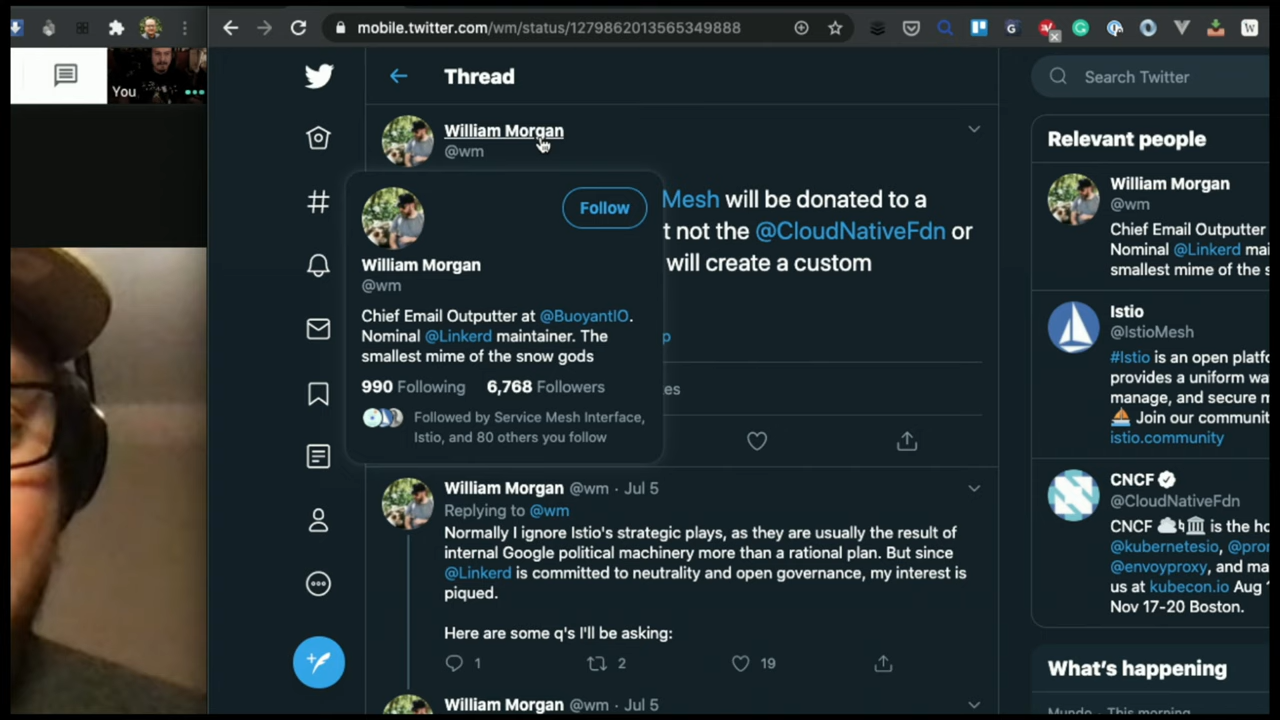 mobile.twitter.com/wm/status/1279862013565349888
You
Thread
Search Twitter
William Morgan
@wm
Mesh will be donated to a
t not the @CloudNativeFdn or
will create a custom
p
es
Follow
William Morgan
@wm
Chief Email Outputter at @BuoyantIO.
Nominal @Linkerd maintainer. The
smallest mime of the snow gods
990 Following 6,768 Followers
Followed by Service Mesh Interface,
Istio, and 80 others you follow
William Morgan @wm · Jul 5
Replying to @wm
Normally I ignore Istio's strategic plays, as they are usually the result of
internal Google political machinery more than a rational plan. But since
@Linkerd is committed to neutrality and open governance, my interest is
piqued.
Here are some q's I'll be asking:
1 2 19
William Morgan @wm · Jul 5
Relevant people
William Morgan
@wm
Chief Email Outputter
Nominal @Linkerd mai
smallest mime of the s
Istio
@IstioMesh
#Istio is an open platfo
provides a uniform wa
manage, and secure m
⛵ Join our community
istio.community
CNCF
@CloudNativeFdn
CNCF ☁️🏛 is the ho
@kubernetesio, @pro
@envoyproxy, and ma
us at kubecon.io Aug
Nov 17-20 Boston.
What's happening
Mundo · This morning